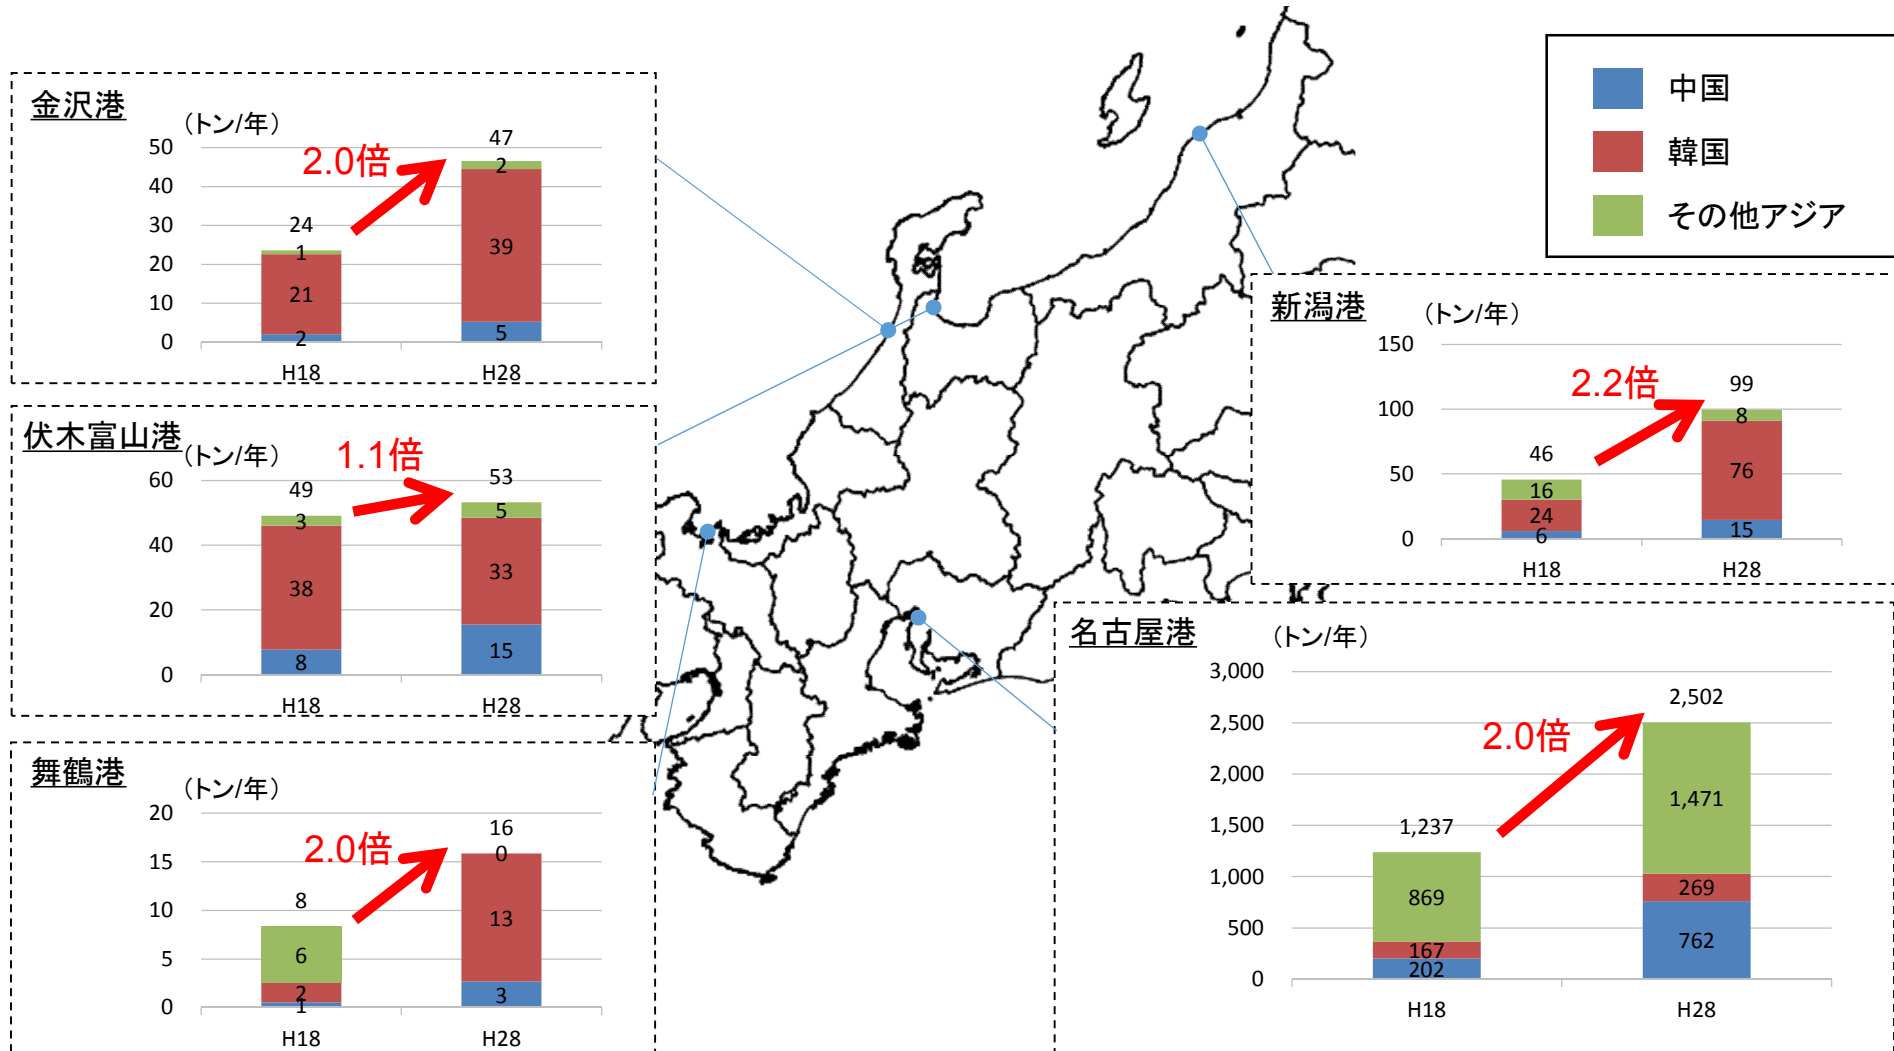 中国
韓国
その他アジア
金沢港
（トン/年）
50
40
30
20
10
0
24
1
21
2
2.0倍
47
2
39
5
H18
H28
伏木富山港
（トン/年）
60
40
20
0
49
3
38
8
1.1倍
53
5
33
15
H18
H28
舞鶴港
（トン/年）
20
15
10
5
0
8
6
2
1
2.0倍
16
0
13
3
H18
H28
新潟港
（トン/年）
150
100
50
0
46
16
24
6
2.2倍
99
8
76
15
H18
H28
名古屋港
（トン/年）
3,000
2,500
2,000
1,500
1,000
500
0
1,237
869
167
202
2.0倍
2,502
1,471
269
762
H18
H28